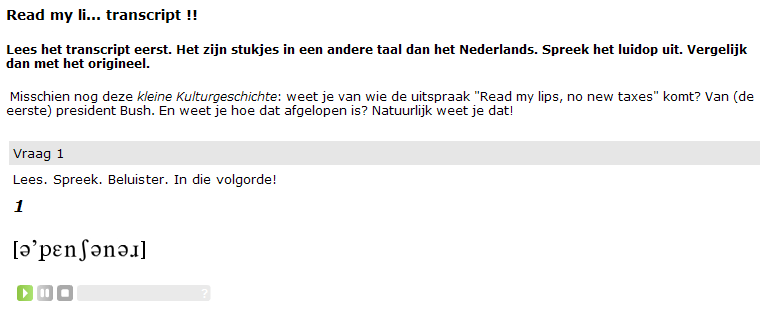 Read my li... transcript !!
Lees het transcript eerst. Het zijn stukjes in een andere taal dan het Nederlands. Spreek het luidop uit. Vergelijk
dan met het origineel.
Misschien nog deze kleine Kulturgeschichte: weet je van wie de uitspraak "Read my lips, no new taxes" komt? Van (de
eerste) president Bush. En weet je hoe dat afgelopen is? Natuurlijk weet je dat!
Vraag 1
Lees. Spreek. Beluister. In die volgorde!
1
[ə’pɛnʃənəɹ]
?